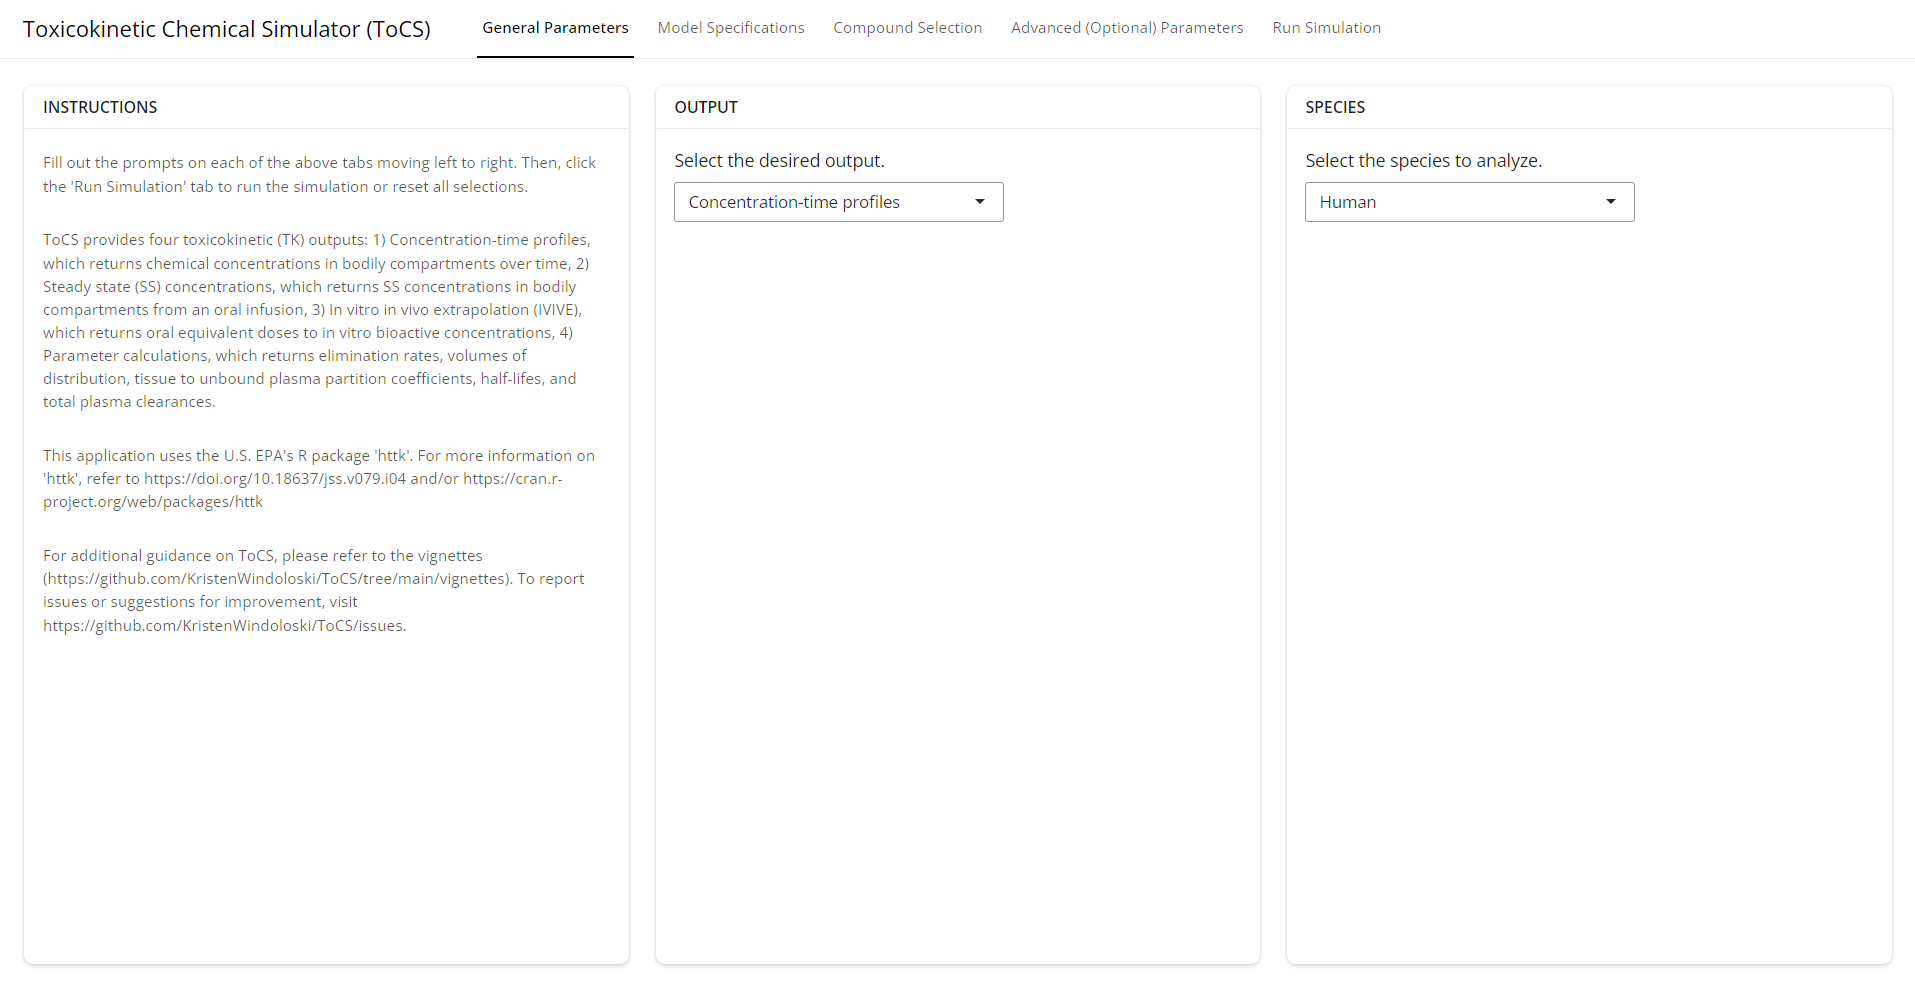 Toxicokinetic Chemical Simulator (ToCS)
General Parameters
Model Specifications
Compound Selection
Advanced (Optional) Parameters
Run Simulation
INSTRUCTIONS
Fill out the prompts on each of the above tabs moving left to right. Then, click
the 'Run Simulation' tab to run the simulation or reset all selections.
ToCS provides four toxicokinetic (TK) outputs: 1) Concentration-time profiles,
which returns chemical concentrations in bodily compartments over time, 2)
Steady state (SS) concentrations, which returns SS concentrations in bodily
compartments from an oral infusion, 3) In vitro in vivo extrapolation (IVIVE),
which returns oral equivalent doses to in vitro bioactive concentrations, 4)
Parameter calculations, which returns elimination rates, volumes of
distribution, tissue to unbound plasma partition coefficients, half-lifes, and
total plasma clearances.
This application uses the U.S. EPA's R package 'httk'. For more information on
'httk', refer to https://doi.org/10.18637/jss.v079.i04 and/or https://cran.r-
project.org/web/packages/httk
For additional guidance on ToCS, please refer to the vignettes
(https://github.com/KristenWindoloski/ToCS/tree/main/vignettes). To report
issues or suggestions for improvement, visit
https://github.com/KristenWindoloski/ToCS/issues.
OUTPUT
Select the desired output.
Concentration-time profiles
SPECIES
Select the species to analyze.
Human